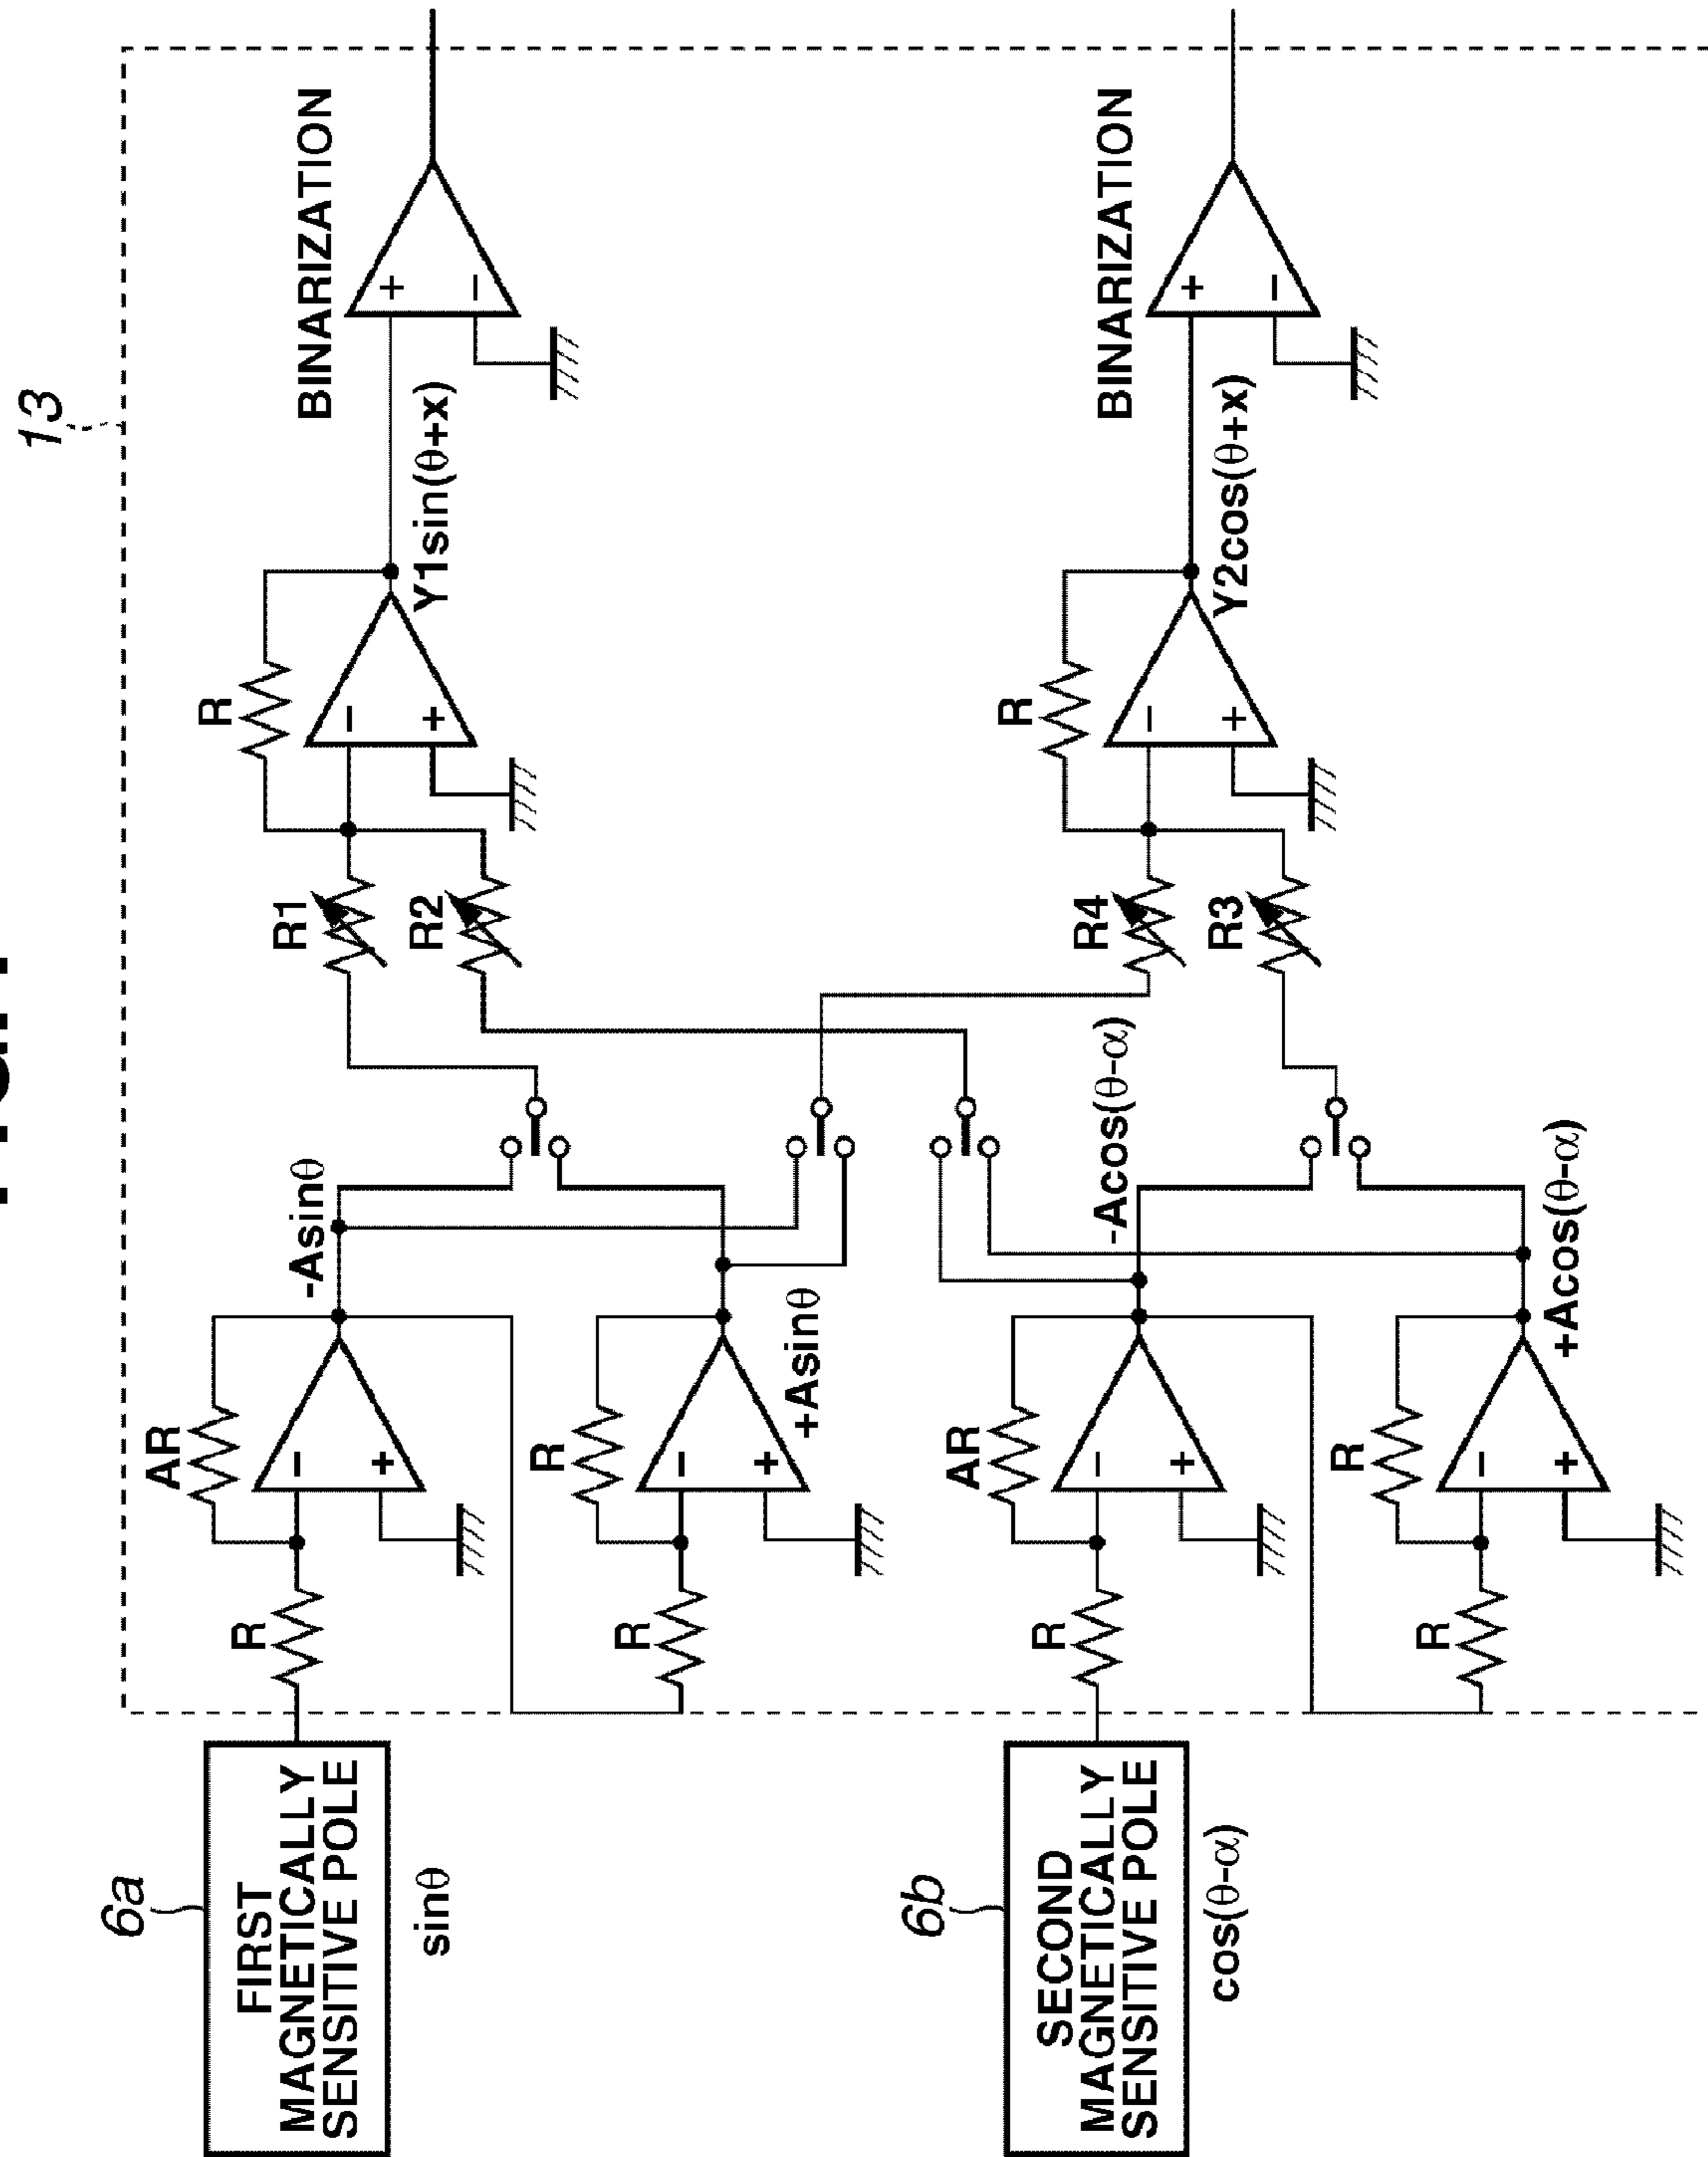 13
6a
FIRST
MAGNETICALLY
SENSITIVE POLE
sinθ
R
AR
-
+
-Asinθ
R
R
-
+
+Asinθ
R1
R2
R
-
+
Y1sin(θ+x)
BINARIZATION
+
-
6b
SECOND
MAGNETICALLY
SENSITIVE POLE
cos(θ-α)
R
AR
-
+
-Acos(θ-α)
R
R
-
+
+Acos(θ-α)
R4
R3
R
-
+
Y2cos(θ+x)
BINARIZATION
+
-